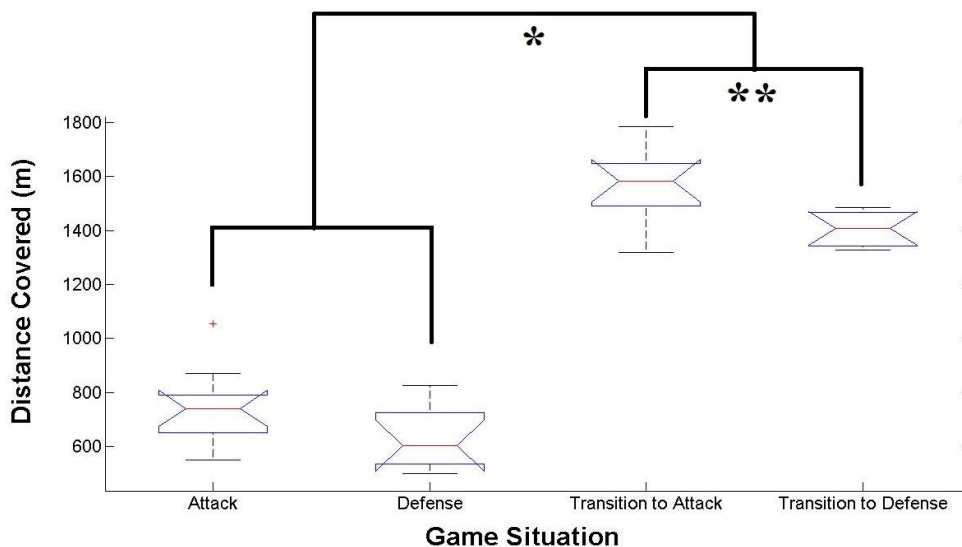 *
**
1800
1600
1400
1200
1000
800
600
Distance Covered (m)
Attack
Defense
Transition to Attack
Transition to Defense
Game Situation